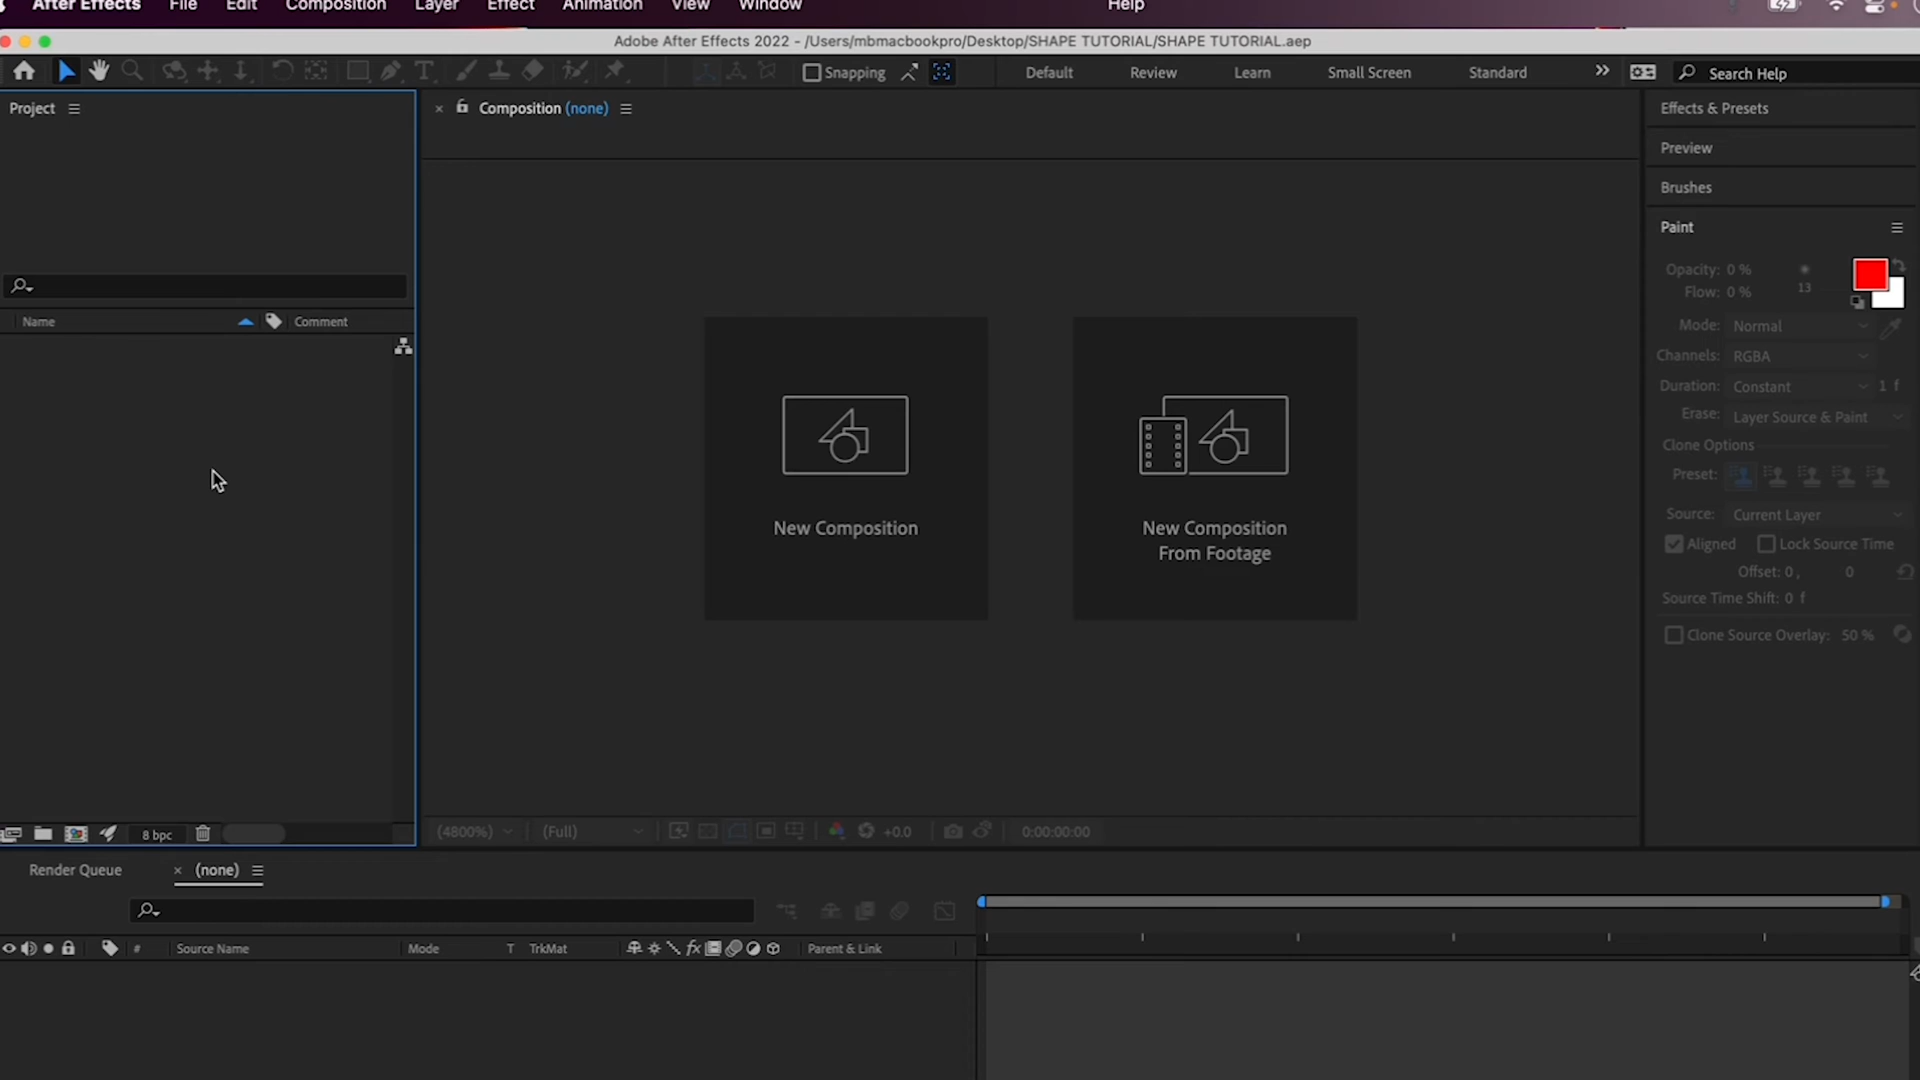 After Effects File Edit Composition Layer Effect Animation View Window Help
Adobe After Effects 2022 - /Users/mbmacbookpro/Desktop/SHAPE TUTORIAL/SHAPE TUTORIAL.aep
Snapping Default Review Learn Small Screen Standard Search Help
Project
Composition (none)
Effects & Presets
Preview
Brushes
Paint
Opacity: 0 %
Flow: 0 %
13
Mode: Normal
Channels: RGBA
Duration: Constant 1 f
Erase: Layer Source & Paint
Clone Options
Preset:
Source: Current Layer
Aligned Lock Source Time
Offset: 0 , 0
Source Time Shift: 0 f
Clone Source Overlay: 50 %
Name Comment
New Composition
New Composition
From Footage
8 bpc
(4800%) (Full) +0.0 0:00:00:00
Render Queue (none)
# Source Name Mode T TrkMat fx Parent & Link